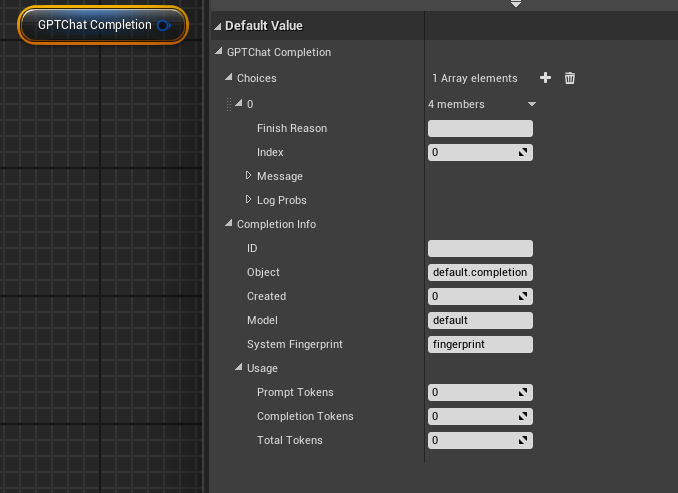 GPTChat Completion
Default Value
GPTChat Completion
Choices 1 Array elements
0 4 members
Finish Reason
Index 0
Message
Log Probs
Completion Info
ID
Object default.completion
Created 0
Model default
System Fingerprint fingerprint
Usage
Prompt Tokens 0
Completion Tokens 0
Total Tokens 0